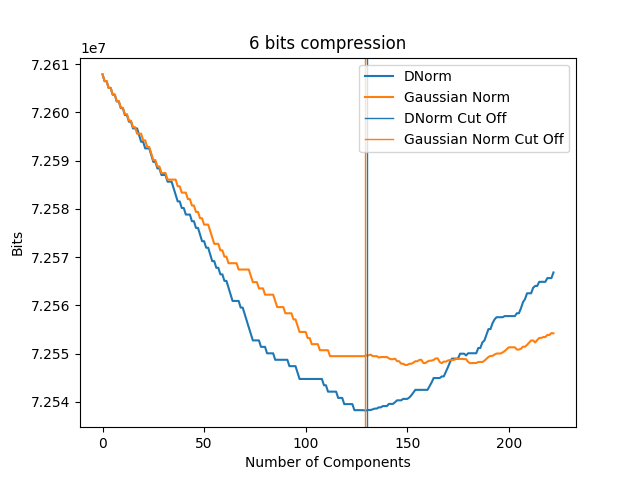 6 bits compression
1e7
7.261
7.260
7.259
7.258
7.257
7.256
7.255
7.254
Bits
DNorm
Gaussian Norm
DNorm Cut Off
Gaussian Norm Cut Off
0
50
100
150
200
Number of Components